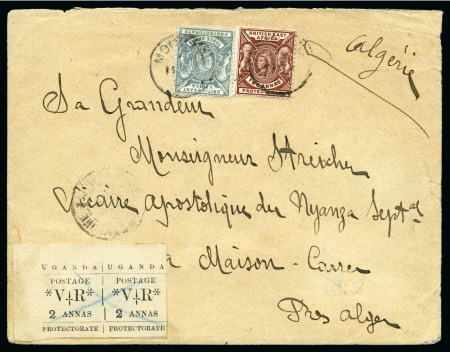 BRITISH EAST AFRICA
PROTECTORATE
Algérie
Sa Grandeur
Monseigneur Streicher
Vicaire Apostolique du Nyanza Septal
Maison-Carrée
Près Alger
UGANDA UGANDA
POSTAGE POSTAGE
*V+R* *V+R*
2 ANNAS 2 ANNAS
PROTECTORATE PROTECTORATE